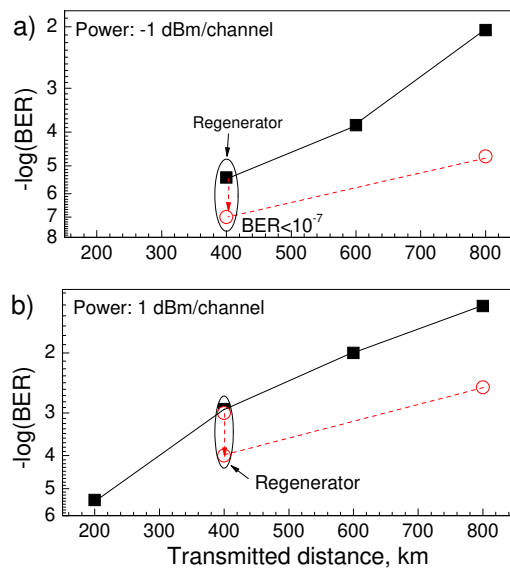 a)
Power: -1 dBm/channel
-log(BER)
2
3
4
5
6
7
8
Regenerator
BER<10^-7
200 300 400 500 600 700 800
b)
Power: 1 dBm/channel
-log(BER)
2
3
4
5
6
Regenerator
200 300 400 500 600 700 800
Transmitted distance, km